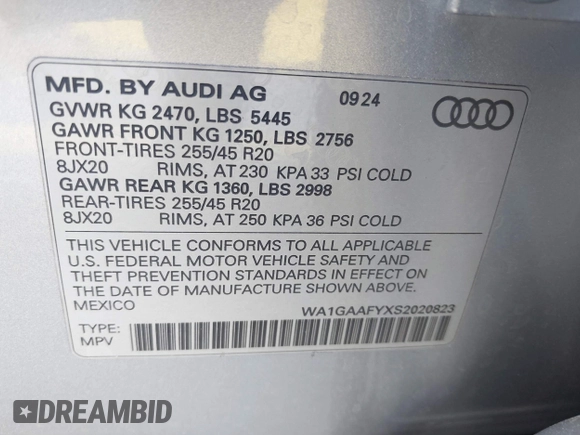 MFD. BY AUDI AG 09 24
GVWR KG 2470, LBS 5445
GAWR FRONT KG 1250, LBS 2756
FRONT-TIRES 255/45 R20
8JX20 RIMS, AT 230 KPA 33 PSI COLD
GAWR REAR KG 1360, LBS 2998
REAR-TIRES 255/45 R20
8JX20 RIMS, AT 250 KPA 36 PSI COLD
THIS VEHICLE CONFORMS TO ALL APPLICABLE
U.S. FEDERAL MOTOR VEHICLE SAFETY AND
THEFT PREVENTION STANDARDS IN EFFECT ON
THE DATE OF MANUFACTURE SHOWN ABOVE.
MEXICO
WA1GAAFYXS2020823
TYPE:
MPV
DREAMBID